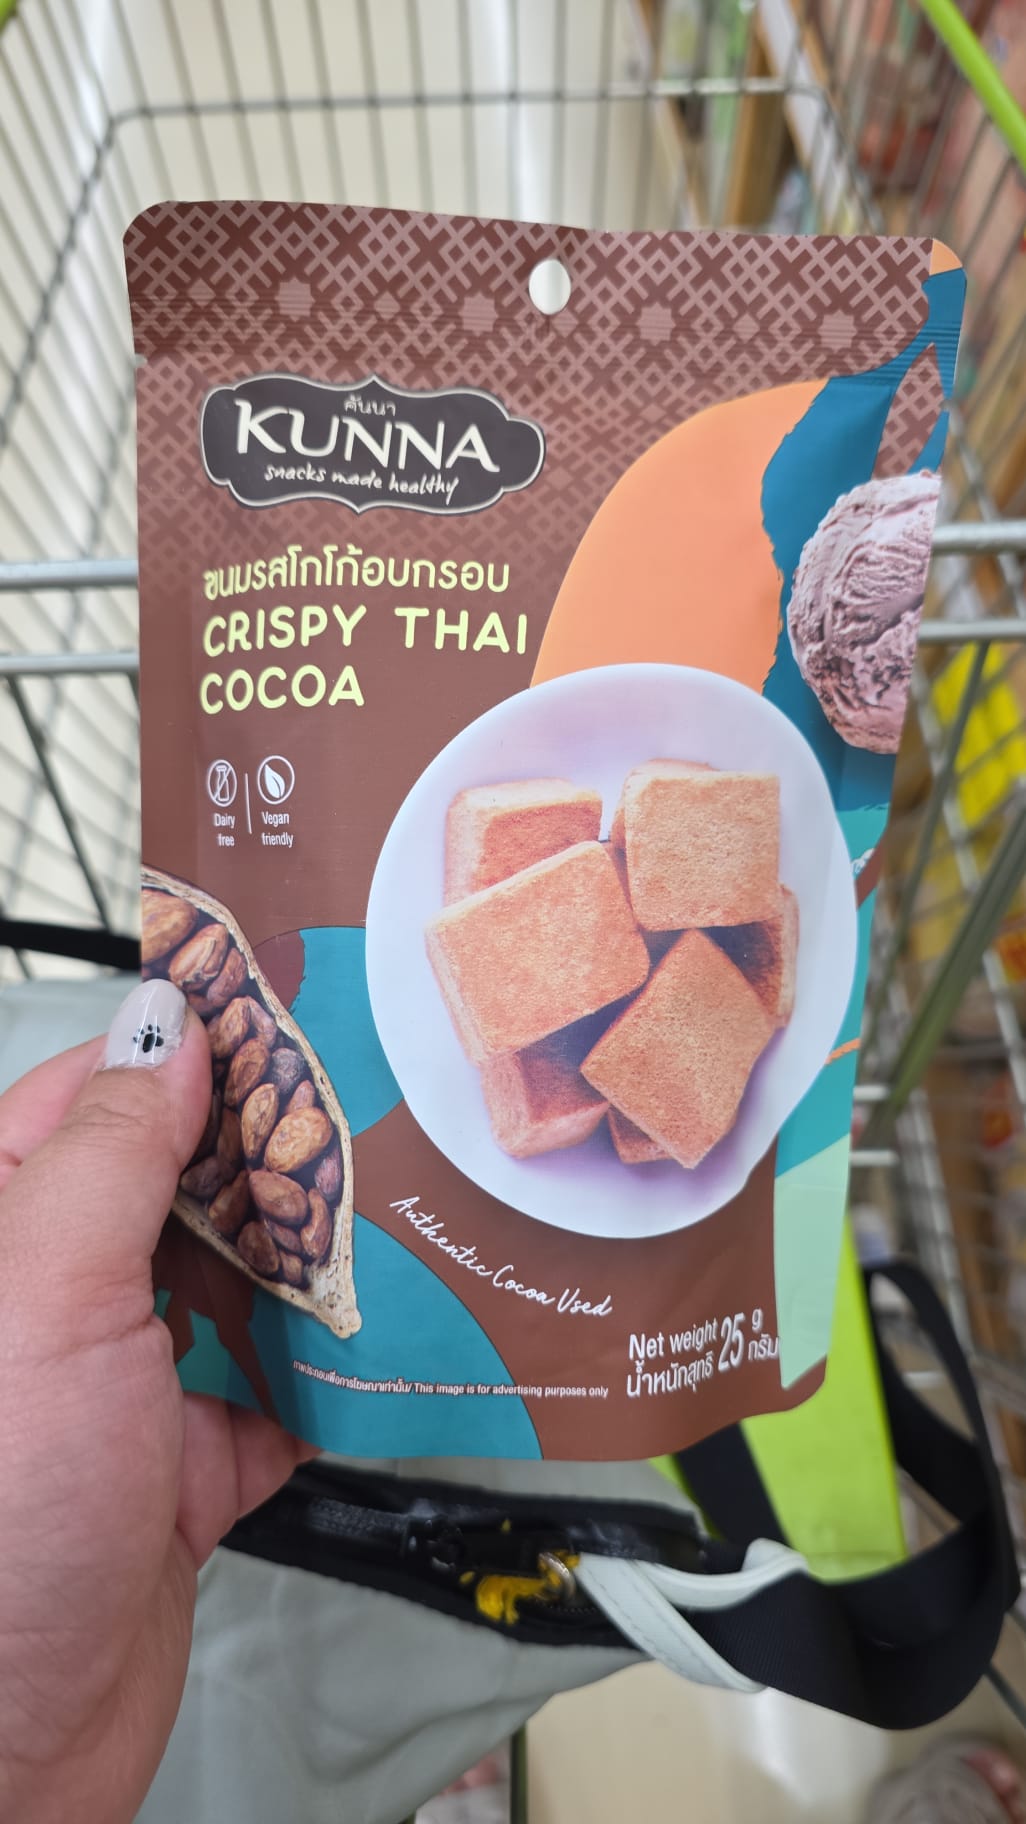 คันนา
KUNNA
snacks made healthy
ขนมรสโกโก้อบกรอบ
CRISPY THAI
COCOA
Dairy
free
Vegan
friendly
Authentic Cocoa Used
Net weight 25 g
น้ำหนักสุทธิ กรัม
ภาพประกอบเพื่อการโฆษณาเท่านั้น/ This image is for advertising purposes only